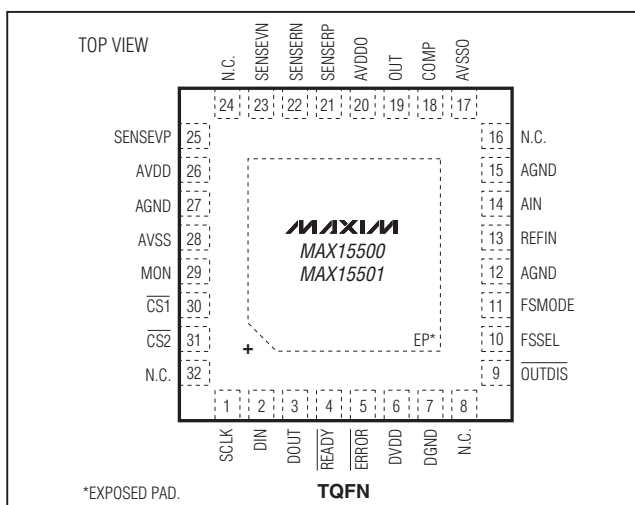 TOP VIEW
N.C.
SENSEVN
SENSERN
SENSERP
AVDDO
OUT
COMP
AVSSO
24 23 22 21 20 19 18 17
SENSEVP 25
AVDD 26
AGND 27
AVSS 28
MON 29
CS1 30
CS2 31
N.C. 32
MAXIM
MAX15500
MAX15501
EP*
+
16 N.C.
15 AGND
14 AIN
13 REFIN
12 AGND
11 FSMODE
10 FSSEL
9 OUTDIS
1 2 3 4 5 6 7 8
SCLK
DIN
DOUT
READY
ERROR
DVDD
DGND
N.C.
*EXPOSED PAD.
TQFN